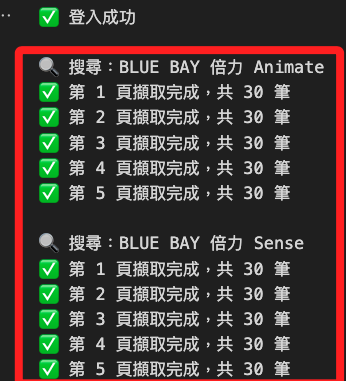 ✅ 登入成功
🔍 搜尋：BLUE BAY 倍力 Animate
✅ 第 1 頁擷取完成，共 30 筆
✅ 第 2 頁擷取完成，共 30 筆
✅ 第 3 頁擷取完成，共 30 筆
✅ 第 4 頁擷取完成，共 30 筆
✅ 第 5 頁擷取完成，共 30 筆
🔍 搜尋：BLUE BAY 倍力 Sense
✅ 第 1 頁擷取完成，共 30 筆
✅ 第 2 頁擷取完成，共 30 筆
✅ 第 3 頁擷取完成，共 30 筆
✅ 第 4 頁擷取完成，共 30 筆
✅ 第 5 頁擷取完成，共 30 筆